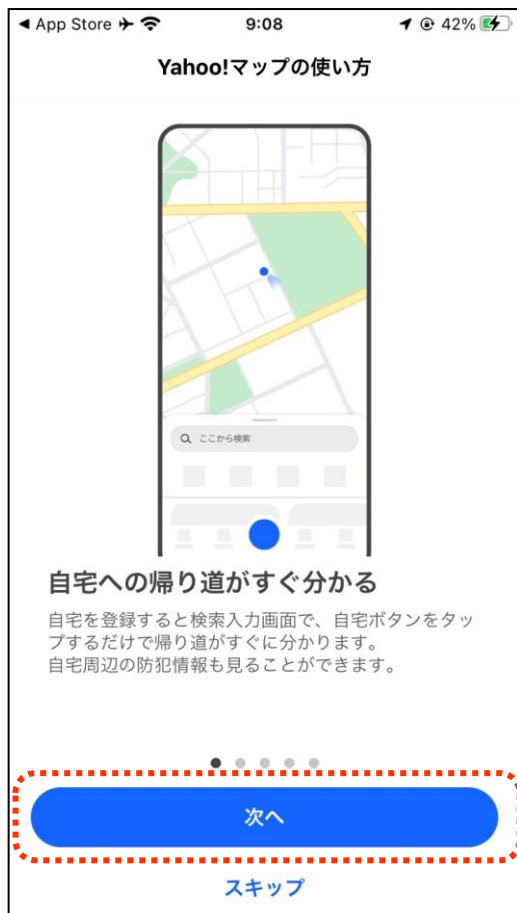 App Store 9:08 42%
Yahoo!マップの使い方
ここから検索
自宅への帰り道がすぐ分かる
自宅を登録すると検索入力画面で、自宅ボタンをタッ
プするだけで帰り道がすぐに分かります。
自宅周辺の防犯情報も見ることができます。
次へ
スキップ